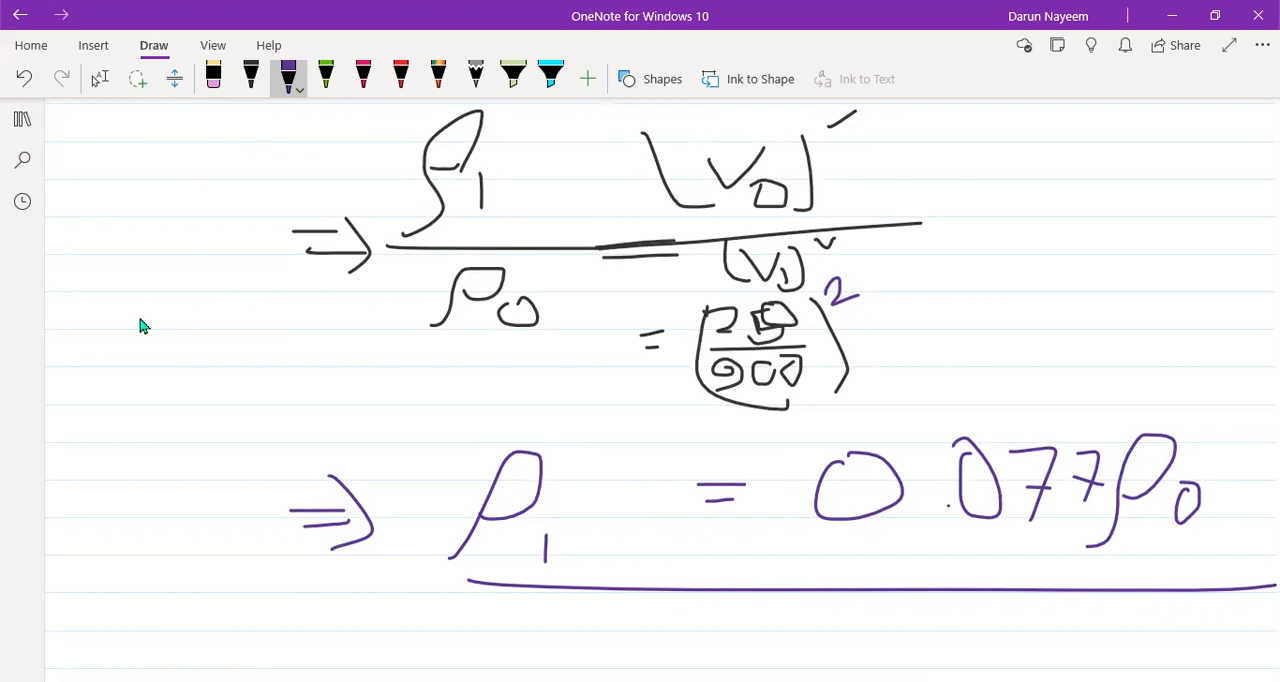 OneNote for Windows 10
Darun Nayeem
Home Insert Draw View Help
Share
Shapes Ink to Shape Ink to Text
⇒ ρ₁/ρ₀ = (V₀)²/(V₁)²
= (250/900)²
⇒ ρ₁ = 0.077ρ₀